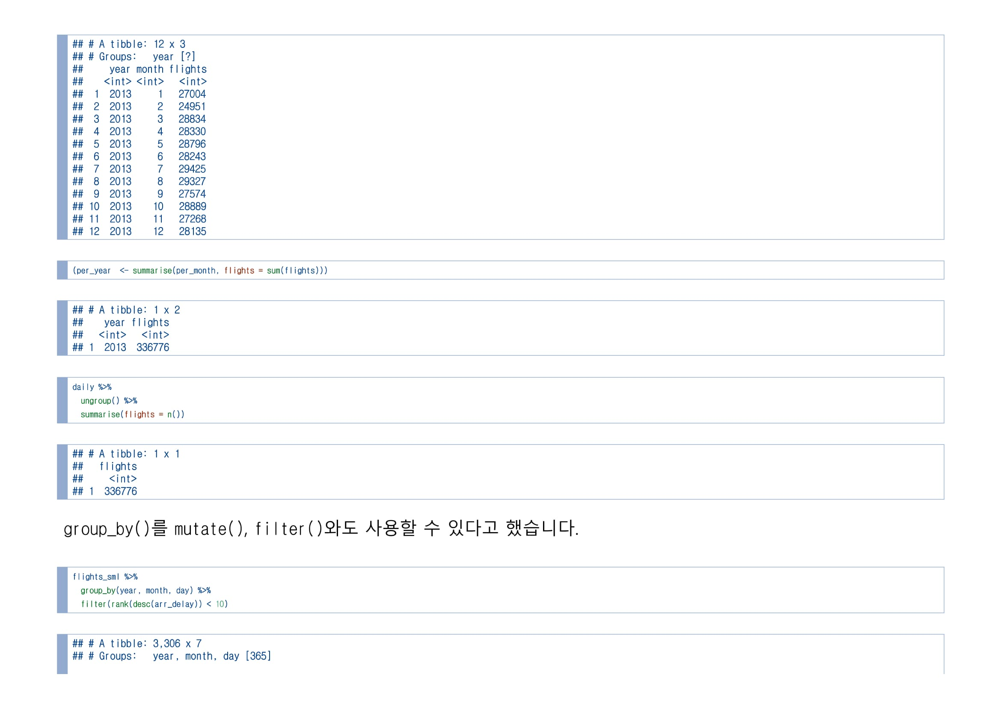 ## # A tibble: 12 x 3
## # Groups:   year [?]
##     year month flights
##    <int> <int>   <int>
##  1  2013     1   27004
##  2  2013     2   24951
##  3  2013     3   28834
##  4  2013     4   28330
##  5  2013     5   28796
##  6  2013     6   28243
##  7  2013     7   29425
##  8  2013     8   29327
##  9  2013     9   27574
## 10  2013    10   28889
## 11  2013    11   27268
## 12  2013    12   28135
(per_year  <- summarise(per_month, flights = sum(flights)))
## # A tibble: 1 x 2
##    year flights
##   <int>   <int>
## 1  2013  336776
daily %>%
  ungroup() %>%
  summarise(flights = n())
## # A tibble: 1 x 1
##   flights
##     <int>
## 1  336776
group_by()를 mutate(), filter()와도 사용할 수 있다고 했습니다.
flights_sml %>%
  group_by(year, month, day) %>%
  filter(rank(desc(arr_delay)) < 10)
## # A tibble: 3,306 x 7
## # Groups:   year, month, day [365]